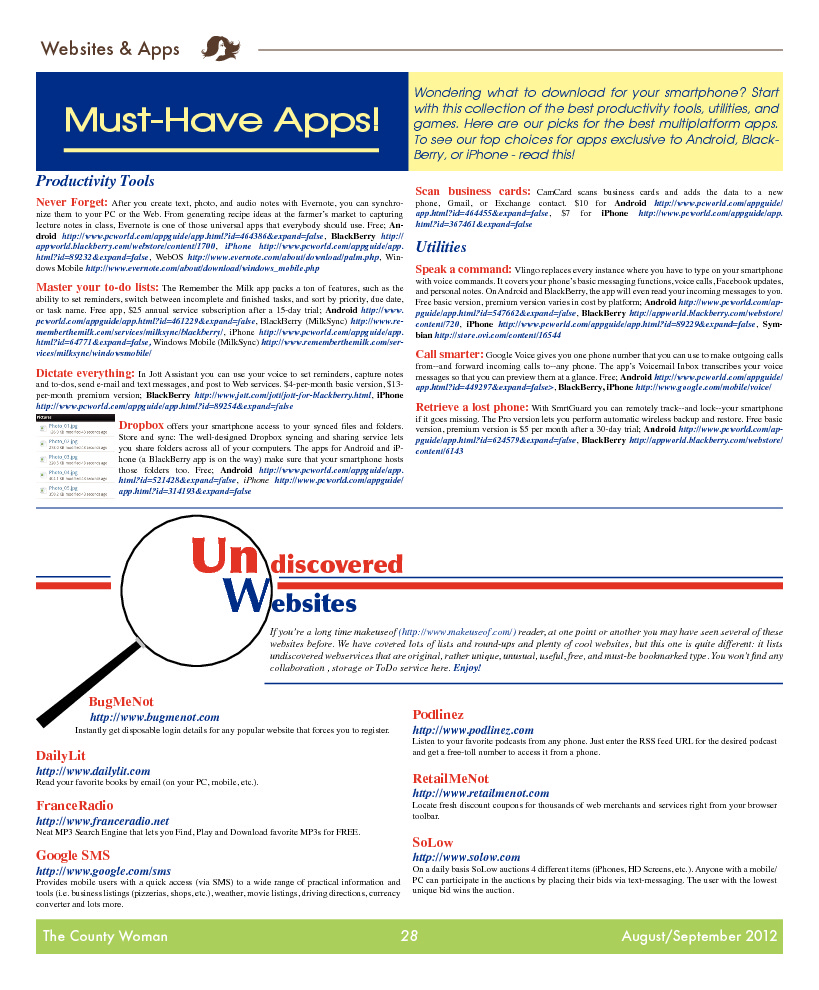 Websites & Apps
Must-Have Apps!
Wondering what to download for your smartphone? Start
with this collection of the best productivity tools, utilities, and
games. Here are our picks for the best multiplatform apps.
To see our top choices for apps exclusive to Android, Black-
Berry, or iPhone - read this!
Productivity Tools
Never Forget: After you create text, photo, and audio notes with Evernote, you can synchro-
nize them to your PC or the Web. From generating recipe ideas at the farmer's market to capturing
lecture notes in class, Evernote is one of those universal apps that everybody should use. Free; An-
droid http://www.pcworld.com/appguide/app.html?id=464386&expand=false, BlackBerry http://
appworld.blackberry.com/webstore/content/1700, iPhone http://www.pcworld.com/appguide/app.
html?id=89232&expand=false, WebOS http://www.evernote.com/about/download/palm.php, Win-
dows Mobile http://www.evernote.com/about/download/windows_mobile.php
Master your to-do lists: The Remember the Milk app packs a ton of features, such as the
ability to set reminders, switch between incomplete and finished tasks, and sort by priority, due date,
or task name. Free app, $25 annual service subscription after a 15-day trial; Android http://www.
pcworld.com/appguide/app.html?id=461229&expand=false, BlackBerry (MilkSync) http://www.re-
memberthemilk.com/services/milksync/blackberry/, iPhone http://www.pcworld.com/appguide/app.
html?id=64771&expand=false, Windows Mobile (MilkSync) http://www.rememberthemilk.com/ser-
vices/milksync/windowsmobile/
Dictate everything: In Jott Assistant you can use your voice to set reminders, capture notes
and to-dos, send e-mail and text messages, and post to Web services. $4-per-month basic version, $13-
per-month premium version; BlackBerry http://www.jott.com/jott/jott-for-blackberry.html, iPhone
http://www.pcworld.com/appguide/app.html?id=89254&expand=false
Pictures
Photo_01.jpg
Photo_02.jpg
Photo_03.jpg
Photo_04.jpg
Photo_05.jpg
Dropbox offers your smartphone access to your synced files and folders.
Store and sync: The well-designed Dropbox syncing and sharing service lets
you share folders across all of your computers. The apps for Android and iP-
hone (a BlackBerry app is on the way) make sure that your smartphone hosts
those folders too. Free; Android http://www.pcworld.com/appguide/app.
html?id=521428&expand=false, iPhone http://www.pcworld.com/appguide/
app.html?id=314193&expand=false
Scan business cards: CamCard scans business cards and adds the data to a new
phone, Gmail, or Exchange contact. $10 for Android http://www.pcworld.com/appguide/
app.html?id=464455&expand=false, $7 for iPhone http://www.pcworld.com/appguide/app.
html?id=367461&expand=false
Utilities
Speak a command: Vlingo replaces every instance where you have to type on your smartphone
with voice commands. It covers your phone's basic messaging functions, voice calls, Facebook updates,
and personal notes. On Android and BlackBerry, the app will even read your incoming messages to you.
Free basic version, premium version varies in cost by platform; Android http://www.pcworld.com/ap-
pguide/app.html?id=547662&expand=false, BlackBerry http://appworld.blackberry.com/webstore/
content/720, iPhone http://www.pcworld.com/appguide/app.html?id=89229&expand=false, Sym-
bian http://store.ovi.com/content/16544
Call smarter: Google Voice gives you one phone number that you can use to make outgoing calls
from--and forward incoming calls to--any phone. The app's Voicemail Inbox transcribes your voice
messages so that you can preview them at a glance. Free; Android http://www.pcworld.com/appguide/
app.html?id=449297&expand=false>, BlackBerry, iPhone http://www.google.com/mobile/voice/
Retrieve a lost phone: With SmrtGuard you can remotely track--and lock--your smartphone
if it goes missing. The Pro version lets you perform automatic wireless backup and restore. Free basic
version, premium version is $5 per month after a 30-day trial; Android http://www.pcworld.com/ap-
pguide/app.html?id=624579&expand=false, BlackBerry http://appworld.blackberry.com/webstore/
content/6143
Undiscovered
Websites
If you're a long time makeuseof (http://www.makeuseof.com/) reader, at one point or another you may have seen several of these
websites before. We have covered lots of lists and round-ups and plenty of cool websites, but this one is quite different: it lists
undiscovered webservices that are original, rather unique, unusual, useful, free, and must-be bookmarked type. You won't find any
collaboration , storage or ToDo service here. Enjoy!
BugMeNot
http://www.bugmenot.com
Instantly get disposable login details for any popular website that forces you to register.
DailyLit
http://www.dailylit.com
Read your favorite books by email (on your PC, mobile, etc.).
FranceRadio
http://www.franceradio.net
Neat MP3 Search Engine that lets you Find, Play and Download favorite MP3s for FREE.
Google SMS
http://www.google.com/sms
Provides mobile users with a quick access (via SMS) to a wide range of practical information and
tools (i.e. business listings (pizzerias, shops, etc.), weather, movie listings, driving directions, currency
converter and lots more.
Podlinez
http://www.podlinez.com
Listen to your favorite podcasts from any phone. Just enter the RSS feed URL for the desired podcast
and get a free-toll number to access it from a phone.
RetailMeNot
http://www.retailmenot.com
Locate fresh discount coupons for thousands of web merchants and services right from your browser
toolbar.
SoLow
http://www.solow.com
On a daily basis SoLow auctions 4 different items (iPhones, HD Screens, etc.). Anyone with a mobile/
PC can participate in the auctions by placing their bids via text-messaging. The user with the lowest
unique bid wins the auction.
The County Woman
28
August/September 2012